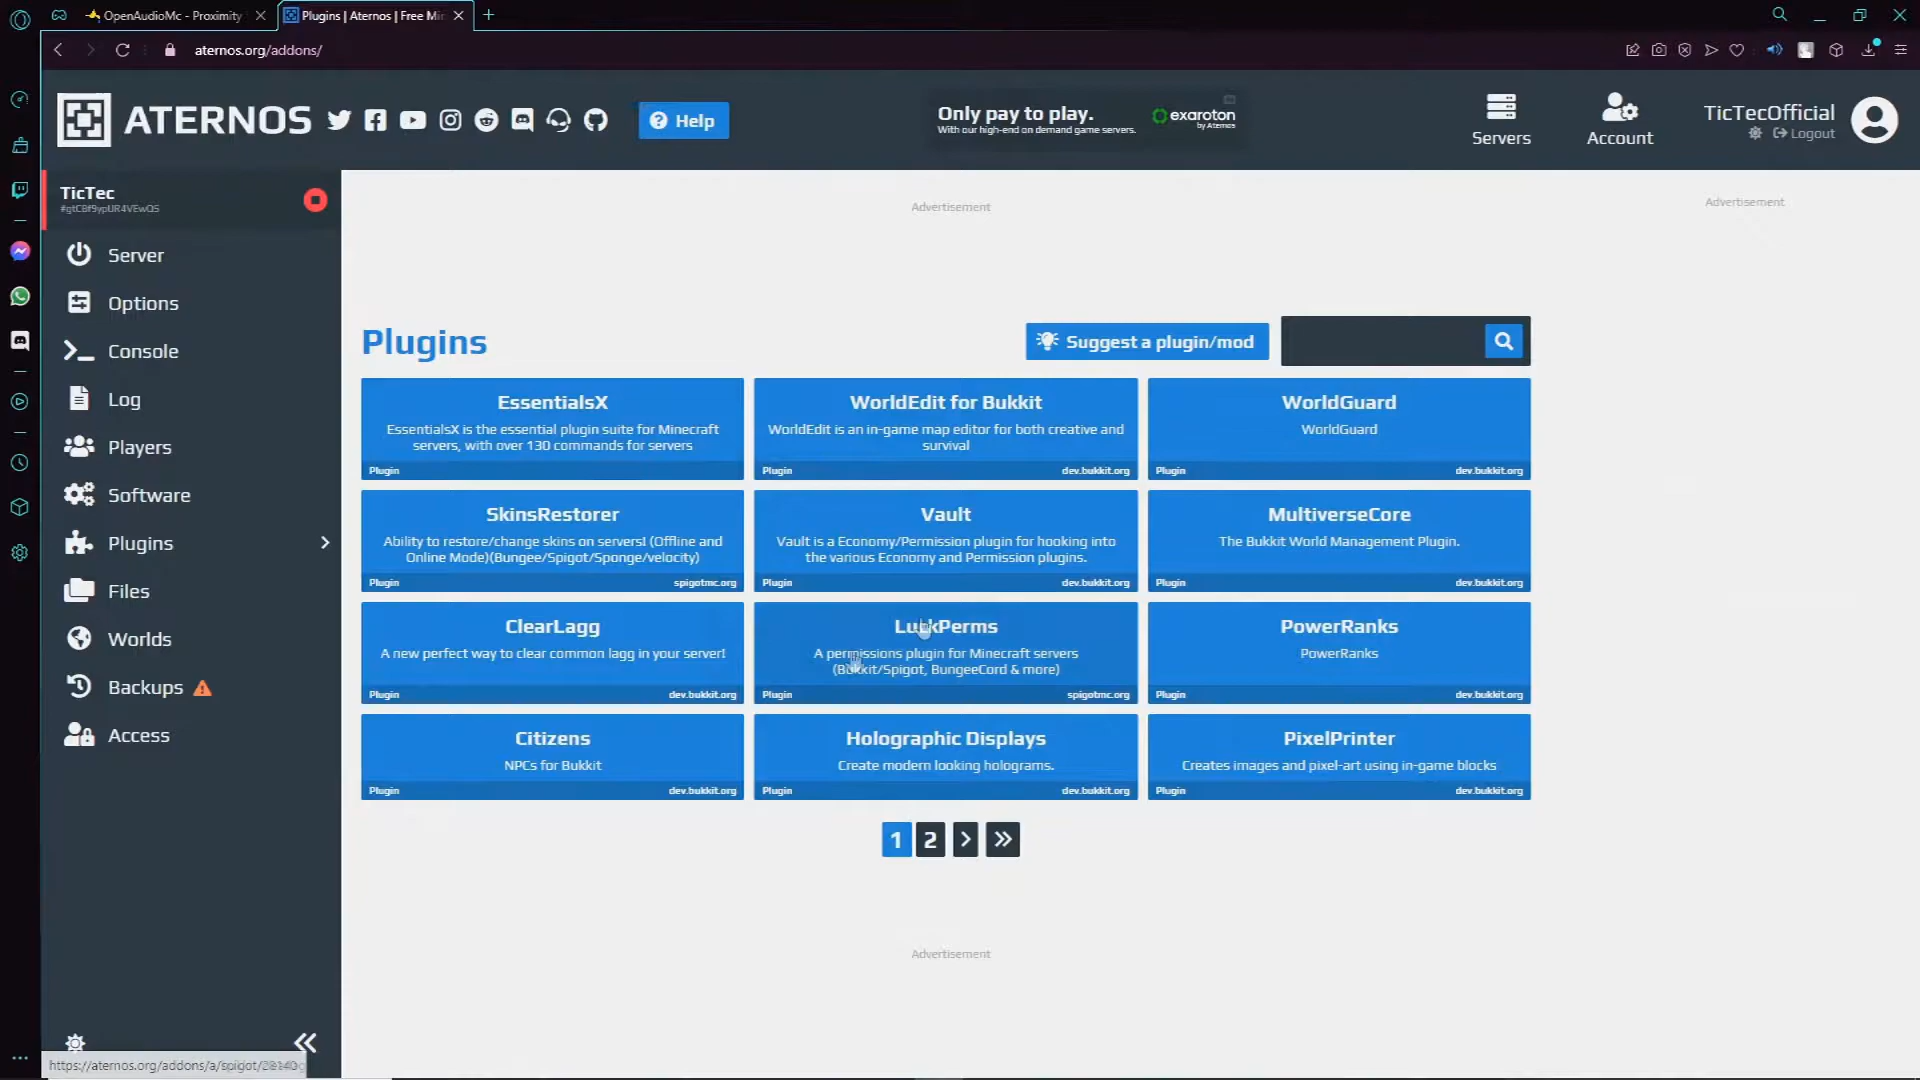 OpenAudioMc - Proximity
Plugins | Aternos | Free Mi
aternos.org/addons/
ATERNOS
Help
Only pay to play.
With our high-end on demand game servers.
exaroton
by Aternos
Servers
Account
TicTecOfficial
Logout
TicTec
Server
Options
Console
Log
Players
Software
Plugins
Files
Worlds
Backups
Access
Advertisement
Advertisement
Plugins
Suggest a plugin/mod
EssentialsX
EssentialsX is the essential plugin suite for Minecraft
servers, with over 130 commands for servers
Plugin
WorldEdit for Bukkit
WorldEdit is an in-game map editor for both creative and
survival
Plugin dev.bukkit.org
WorldGuard
WorldGuard
Plugin dev.bukkit.org
SkinsRestorer
Ability to restore/change skins on servers! (Offline and
Online Mode)(Bungee/Spigot/Sponge/velocity)
Plugin spigotmc.org
Vault
Vault is a Economy/Permission plugin for hooking into
the various Economy and Permission plugins.
Plugin dev.bukkit.org
MultiverseCore
The Bukkit World Management Plugin.
Plugin dev.bukkit.org
ClearLagg
A new perfect way to clear common lagg in your server!
Plugin dev.bukkit.org
LuckPerms
A permissions plugin for Minecraft servers
(Bukkit/Spigot, BungeeCord & more)
Plugin spigotmc.org
PowerRanks
PowerRanks
Plugin dev.bukkit.org
Citizens
NPCs for Bukkit
Plugin dev.bukkit.org
Holographic Displays
Create modern looking holograms.
Plugin dev.bukkit.org
PixelPrinter
Creates images and pixel-art using in-game blocks
Plugin dev.bukkit.org
1 2 > »
Advertisement